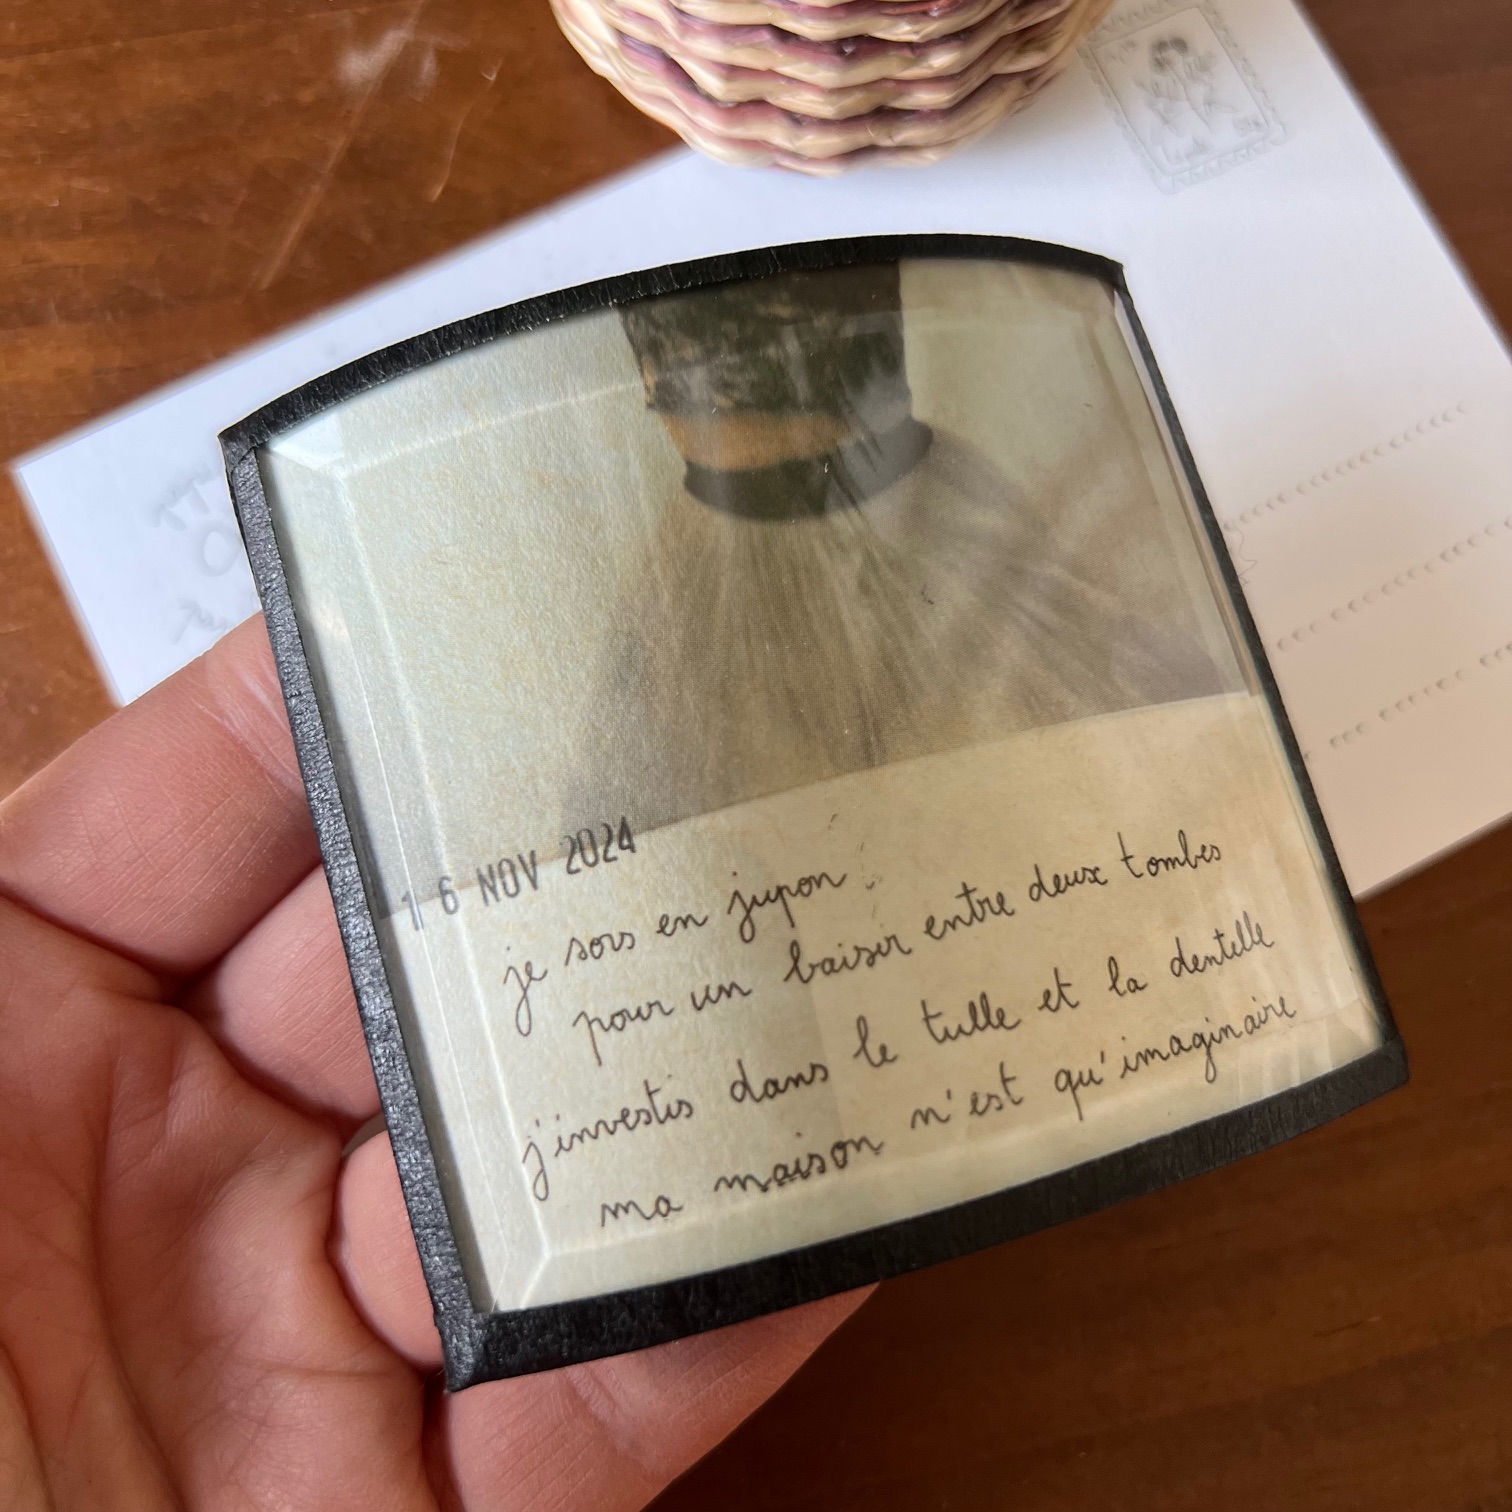 16 NOV 2024
je sors en jupon
pour un baiser entre deux tombes
j'investis dans le tulle et la dentelle
ma maison n'est qu'imaginaire